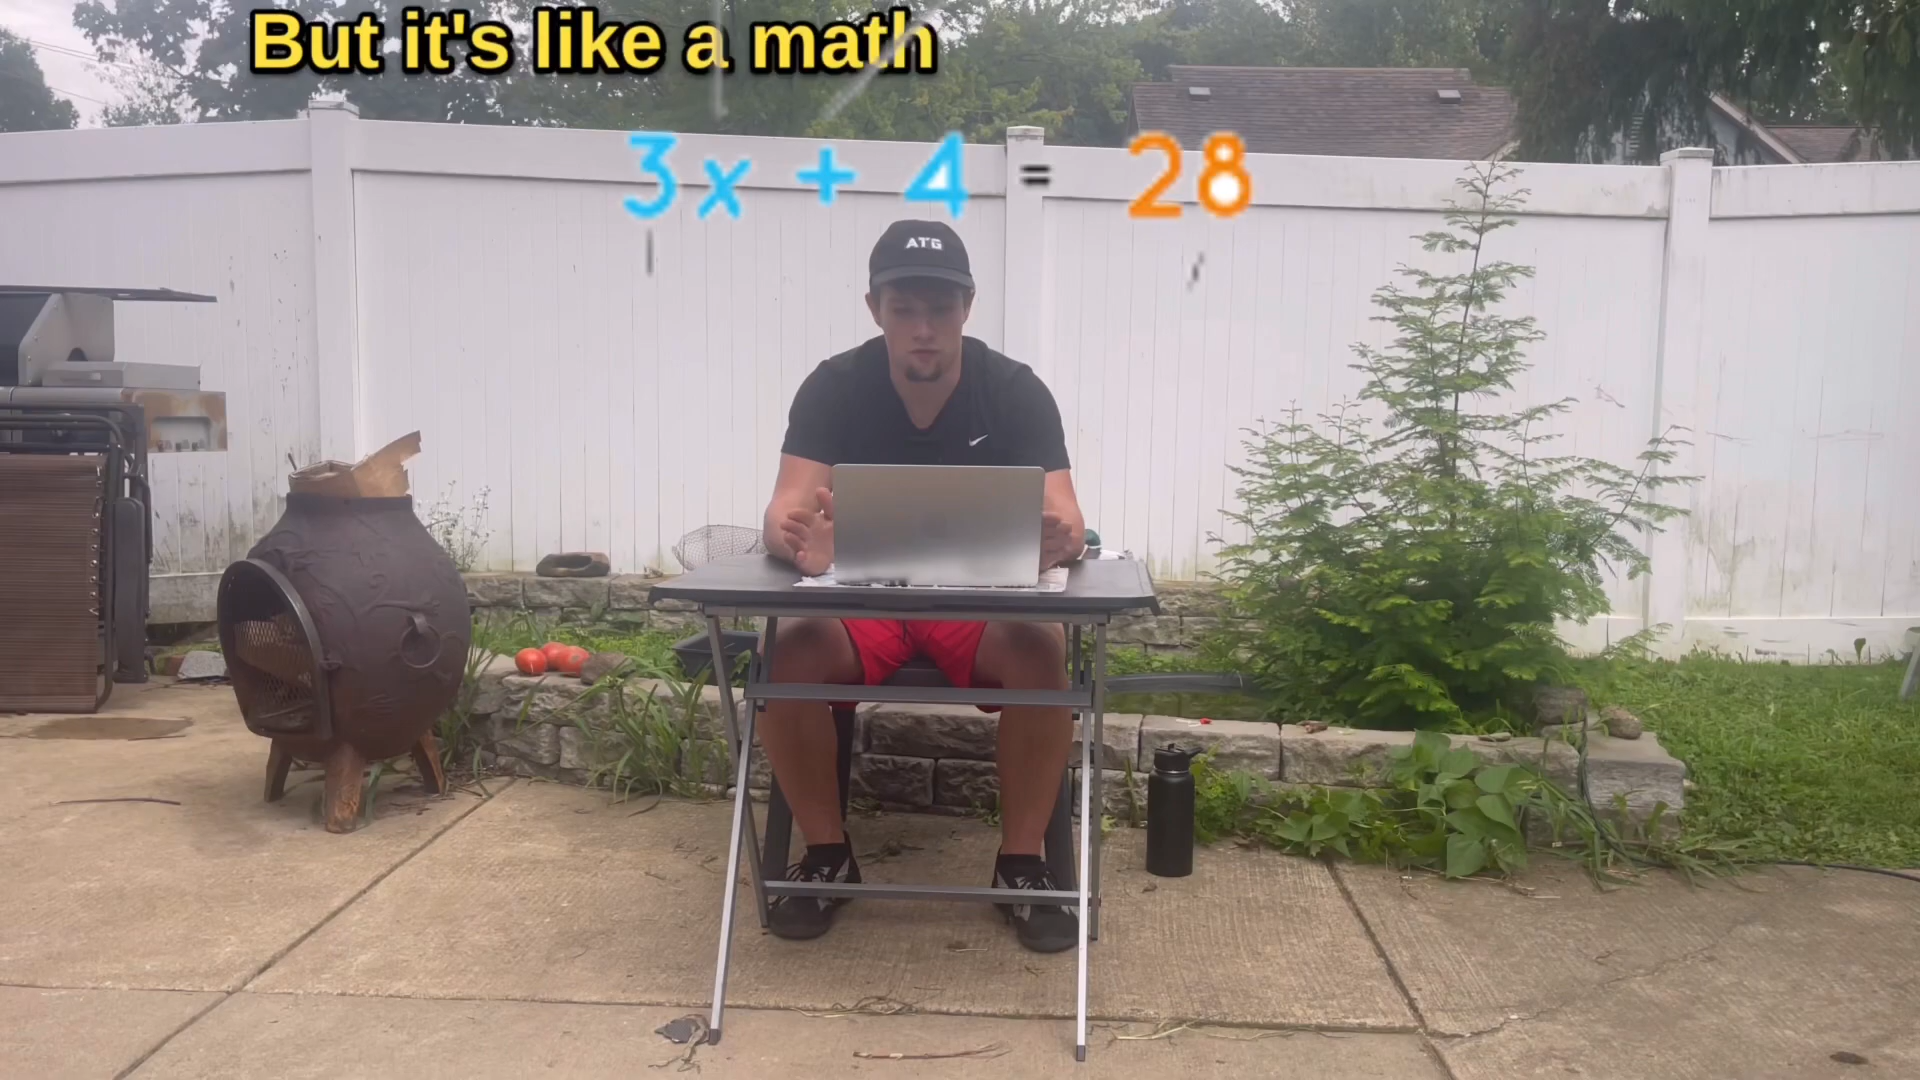 But it's like a math
3x + 4 = 28
ATG